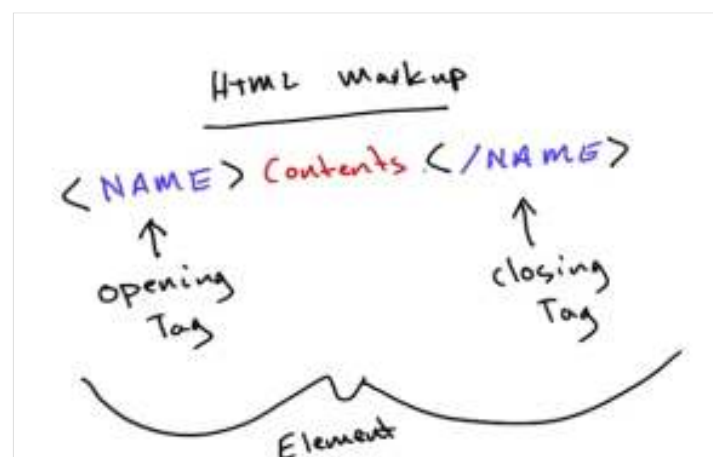 HTML Markup
<NAME> Contents </NAME>
opening
Tag
closing
Tag
Element